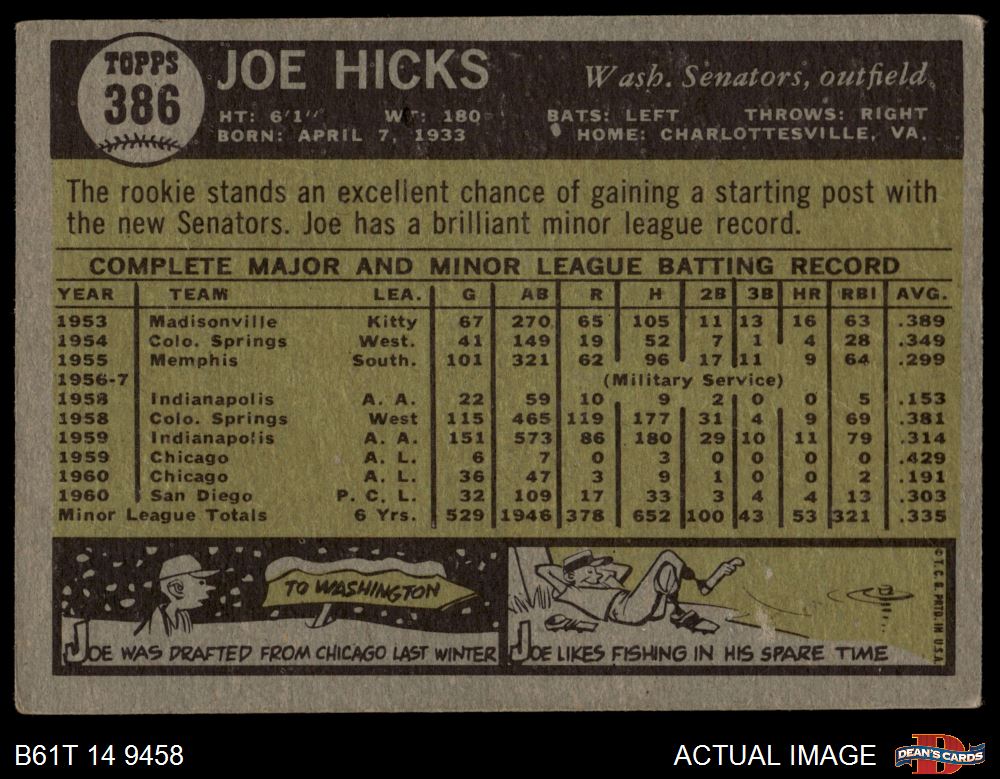 TOPPS
386
JOE HICKS
Wash. Senators, outfield
HT: 6'1" WT: 180 BATS: LEFT THROWS: RIGHT
BORN: APRIL 7, 1933 HOME: CHARLOTTESVILLE, VA.
The rookie stands an excellent chance of gaining a starting post with
the new Senators. Joe has a brilliant minor league record.
COMPLETE MAJOR AND MINOR LEAGUE BATTING RECORD
YEAR TEAM LEA. G AB R H 2B 3B HR RBI AVG.
1953 Madisonville Kitty 67 270 65 105 11 13 16 63 .389
1954 Colo. Springs West. 41 149 19 52 7 1 4 28 .349
1955 Memphis South. 101 321 62 96 17 11 9 64 .299
1956-7 (Military Service)
1958 Indianapolis A. A. 22 59 10 9 2 0 0 5 .153
1958 Colo. Springs West 115 465 119 177 31 4 9 69 .381
1959 Indianapolis A. A. 151 573 86 180 29 10 11 79 .314
1959 Chicago A. L. 6 7 0 3 0 0 0 0 .429
1960 Chicago A. L. 36 47 3 9 1 0 0 2 .191
1960 San Diego P. C. L. 32 109 17 33 3 4 4 13 .303
Minor League Totals 6 Yrs. 529 1946 378 652 100 43 53 321 .335
TO WASHINGTON
JOE WAS DRAFTED FROM CHICAGO LAST WINTER
JOE LIKES FISHING IN HIS SPARE TIME
© T.C.G. PRTD. IN U.S.A.
B61T 14 9458
ACTUAL IMAGE
DEAN'S CARDS